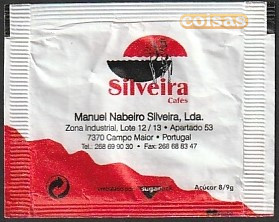 coisas
Silveira
Cafés
Manuel Nabeiro Silveira, Lda.
Zona Industrial, Lote 12 / 13 • Apartado 53
7370 Campo Maior • Portugal
Tel.: 268 69 90 30 • Fax: 268 68 83 47
Açúcar 8/9g